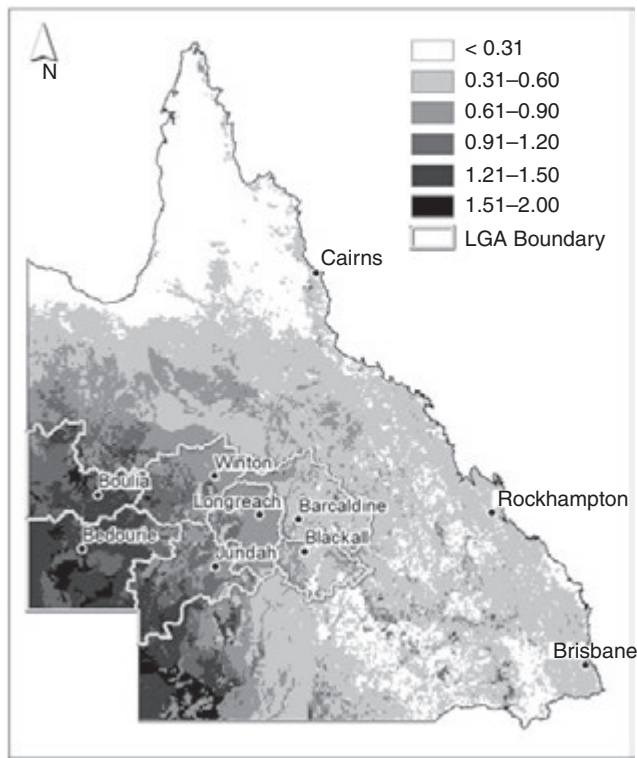 N
< 0.31
0.31–0.60
0.61–0.90
0.91–1.20
1.21–1.50
1.51–2.00
LGA Boundary
Cairns
Winton
Boulia
Longreach
Barcaldine
Rockhampton
Bedourie
Blackall
Jundah
Brisbane